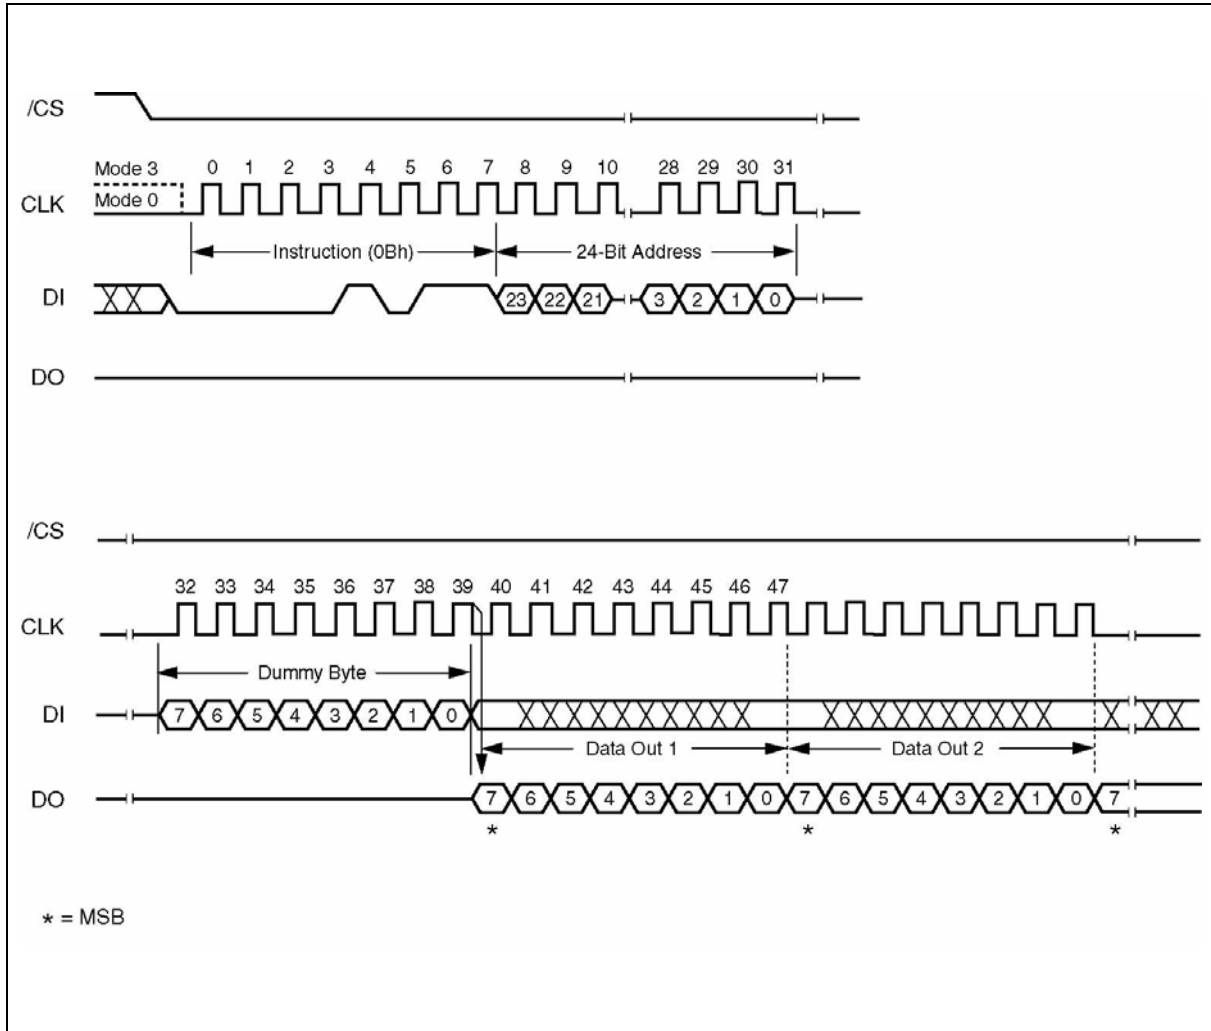 /CS
Mode 3 0 1 2 3 4 5 6 7 8 9 10 28 29 30 31
CLK Mode 0
Instruction (0Bh) 24-Bit Address
DI 23 22 21 3 2 1 0
DO
/CS
32 33 34 35 36 37 38 39 40 41 42 43 44 45 46 47
CLK
Dummy Byte
DI 7 6 5 4 3 2 1 0
Data Out 1 Data Out 2
DO 7 6 5 4 3 2 1 0 7 6 5 4 3 2 1 0 7
* * *
* = MSB